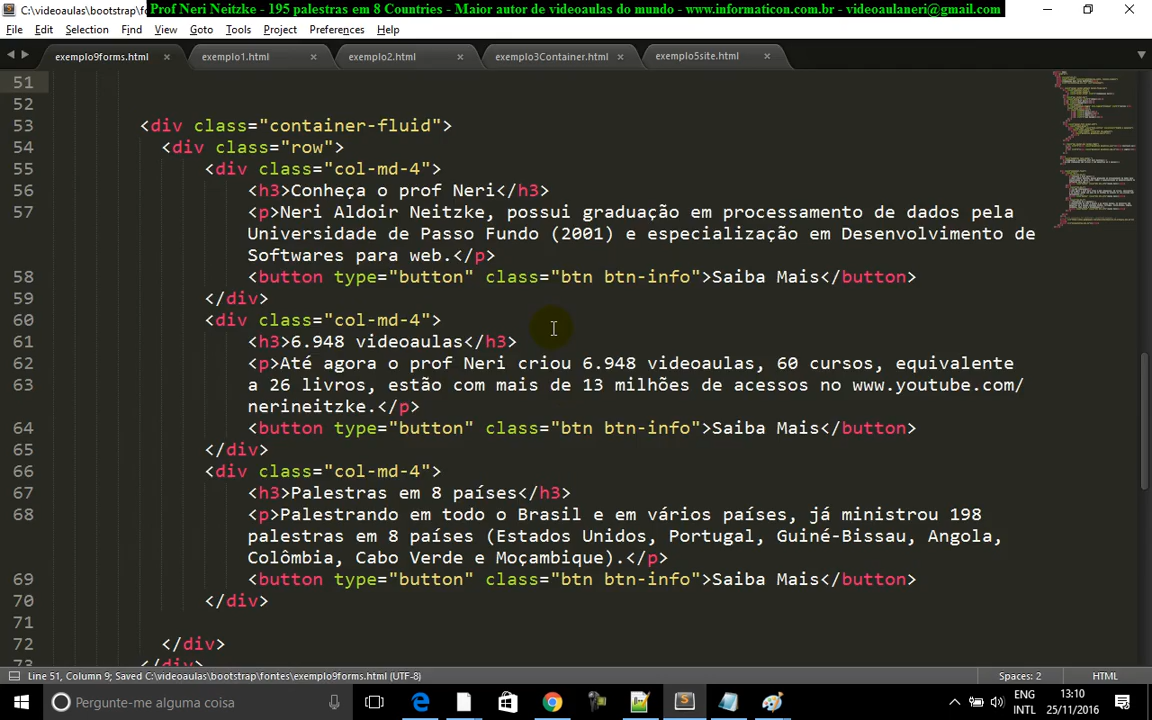 C:\videoaulas\bootstrap\fo
Prof Neri Neitzke - 195 palestras em 8 Countries - Maior autor de videoaulas do mundo - www.informaticon.com.br - videoaulaneri@gmail.com
File Edit Selection Find View Goto Tools Project Preferences Help
exemplo9forms.html × exemplo1.html × exemplo2.html × exemplo3Container.html × exemplo5site.html ×
51
52
53 <div class="container-fluid">
54 <div class="row">
55 <div class="col-md-4">
56 <h3>Conheça o prof Neri</h3>
57 <p>Neri Aldoir Neitzke, possui graduação em processamento de dados pela
Universidade de Passo Fundo (2001) e especialização em Desenvolvimento de
Softwares para web.</p>
58 <button type="button" class="btn btn-info">Saiba Mais</button>
59 </div>
60 <div class="col-md-4">
61 <h3>6.948 videoaulas</h3>
62 <p>Até agora o prof Neri criou 6.948 videoaulas, 60 cursos, equivalente
63 a 26 livros, estão com mais de 13 milhões de acessos no www.youtube.com/
nerineitzke.</p>
64 <button type="button" class="btn btn-info">Saiba Mais</button>
65 </div>
66 <div class="col-md-4">
67 <h3>Palestras em 8 países</h3>
68 <p>Palestrando em todo o Brasil e em vários países, já ministrou 198
palestras em 8 países (Estados Unidos, Portugal, Guiné-Bissau, Angola,
Colômbia, Cabo Verde e Moçambique).</p>
69 <button type="button" class="btn btn-info">Saiba Mais</button>
70 </div>
71
72 </div>
73 </div>
Line 51, Column 9; Saved C:\videoaulas\bootstrap\fontes\exemplo9forms.html (UTF-8) Spaces: 2 HTML
Pergunte-me alguma coisa
ENG 13:10
INTL 25/11/2016